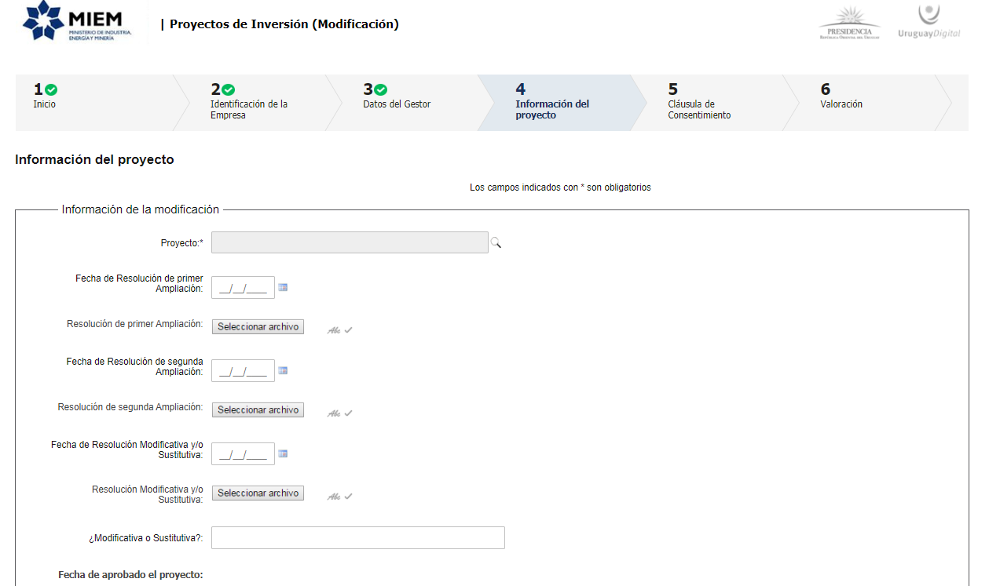 MIEM
MINISTERIO DE INDUSTRIA,
ENERGÍA Y MINERÍA
| Proyectos de Inversión (Modificación)
PRESIDENCIA
República Oriental del Uruguay
UruguayDigital
1
Inicio
2
Identificación de la
Empresa
3
Datos del Gestor
4
Información del
proyecto
5
Cláusula de
Consentimiento
6
Valoración
Información del proyecto
Los campos indicados con * son obligatorios
Información de la modificación
Proyecto:*
Fecha de Resolución de primer
Ampliación:
__/__/____
Resolución de primer Ampliación:
Seleccionar archivo
Abc
Fecha de Resolución de segunda
Ampliación:
__/__/____
Resolución de segunda Ampliación:
Seleccionar archivo
Abc
Fecha de Resolución Modificativa y/o
Sustitutiva:
__/__/____
Resolución Modificativa y/o
Sustitutiva:
Seleccionar archivo
Abc
¿Modificativa o Sustitutiva?:
Fecha de aprobado el proyecto: